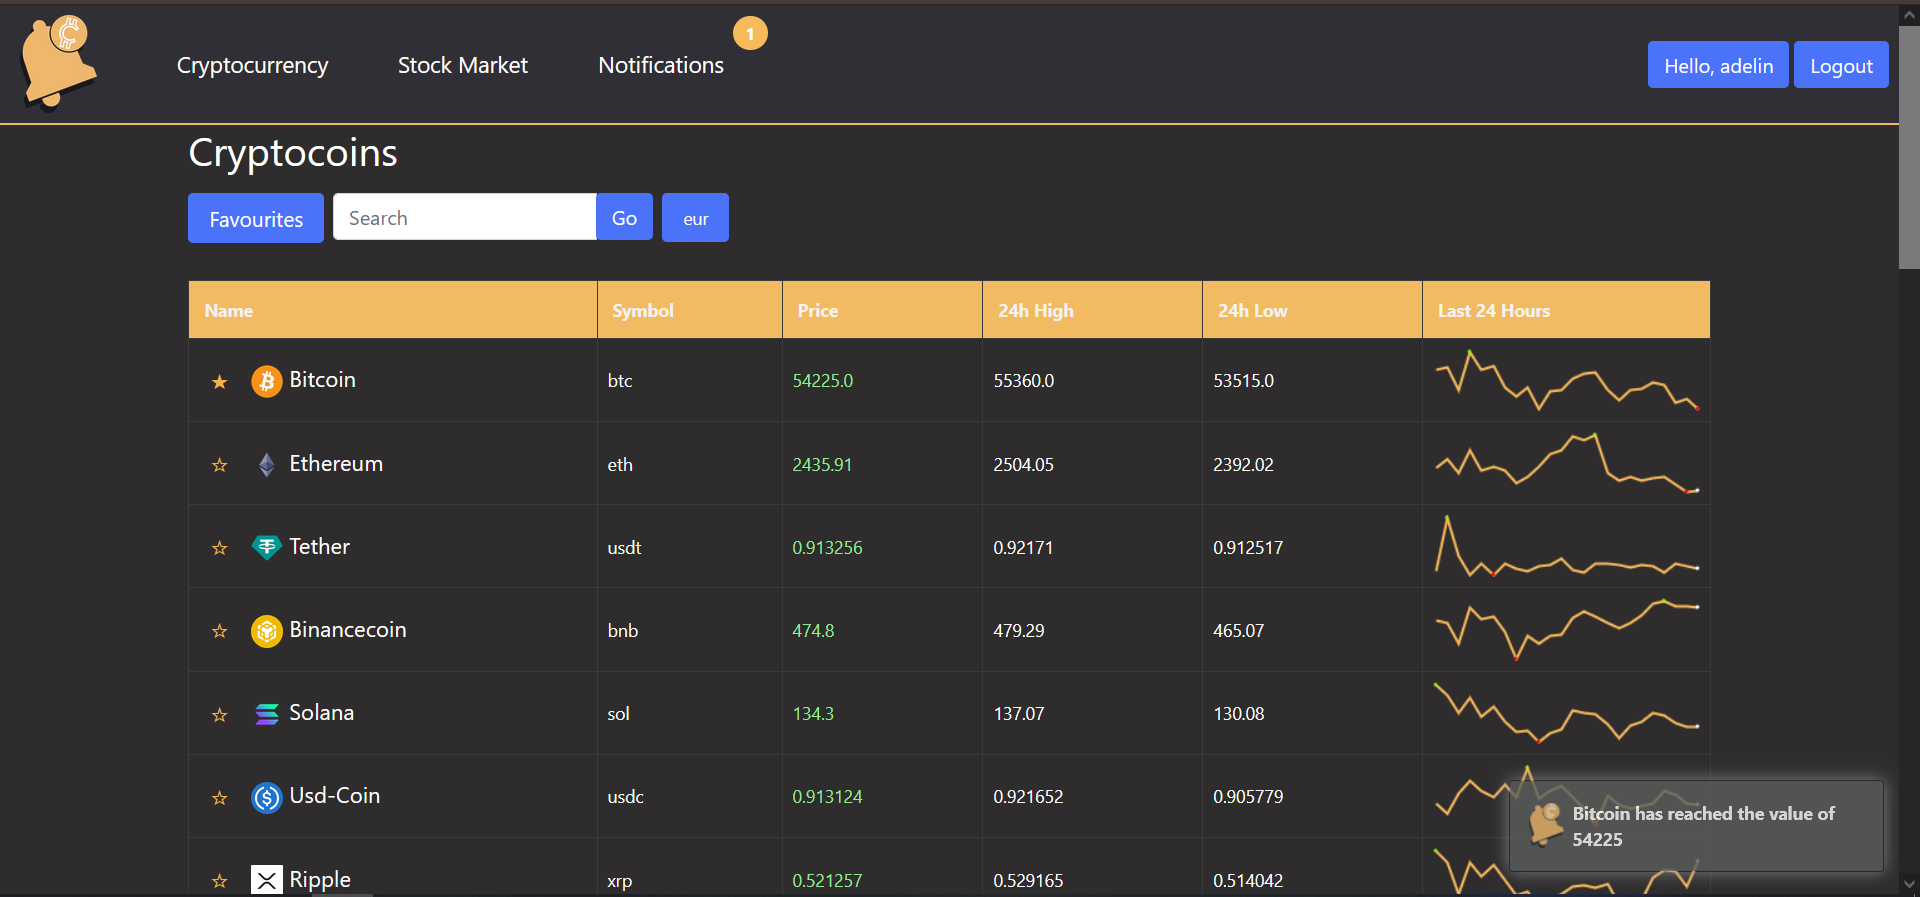 1
Cryptocurrency Stock Market Notifications Hello, adelin Logout
Cryptocoins
Favourites Search Go eur
Name Symbol Price 24h High 24h Low Last 24 Hours
Bitcoin btc 54225.0 55360.0 53515.0
Ethereum eth 2435.91 2504.05 2392.02
Tether usdt 0.913256 0.92171 0.912517
Binancecoin bnb 474.8 479.29 465.07
Solana sol 134.3 137.07 130.08
Usd-Coin usdc 0.913124 0.921652 0.905779
Bitcoin has reached the value of
54225
Ripple xrp 0.521257 0.529165 0.514042